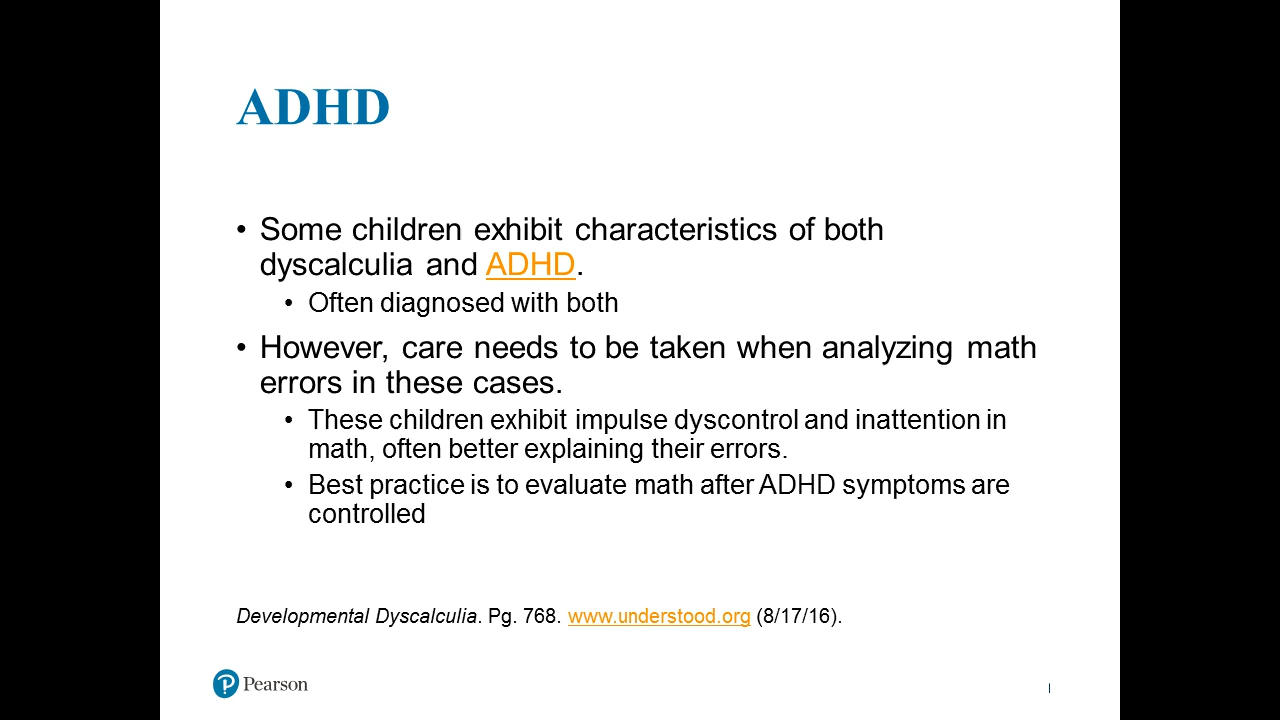 ADHD
• Some children exhibit characteristics of both
dyscalculia and ADHD.
• Often diagnosed with both
• However, care needs to be taken when analyzing math
errors in these cases.
• These children exhibit impulse dyscontrol and inattention in
math, often better explaining their errors.
• Best practice is to evaluate math after ADHD symptoms are
controlled
Developmental Dyscalculia. Pg. 768. www.understood.org (8/17/16).
Pearson
|